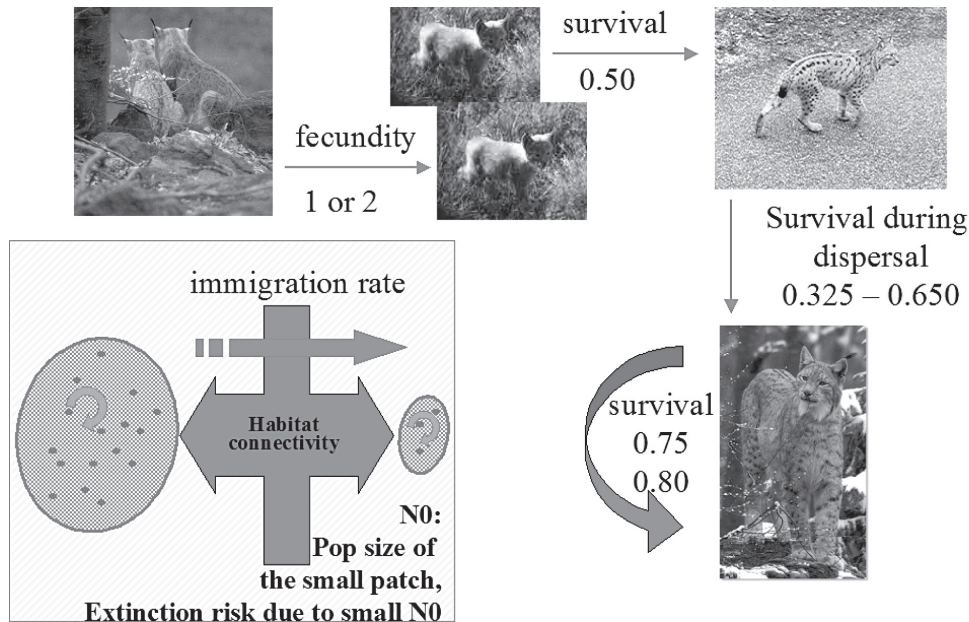 fecundity
1 or 2
survival
0.50
Survival during
dispersal
0.325 – 0.650
survival
0.75
0.80
immigration rate
Habitat
connectivity
N0:
Pop size of
the small patch,
Extinction risk due to small N0